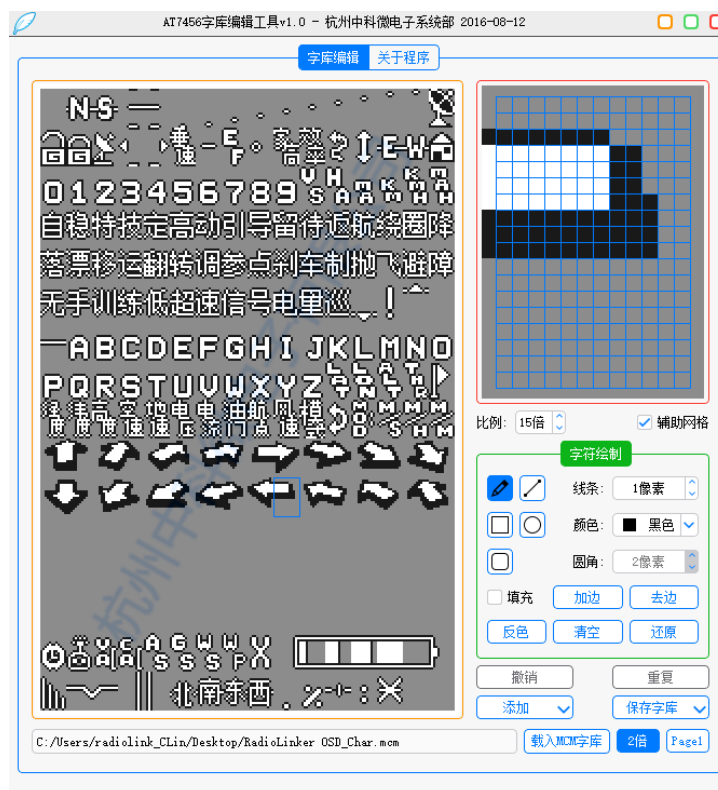 AT7456字库编辑工具v1.0 - 杭州中科微电子系统部 2016-08-12
字库编辑 关于程序
N S
E-W
0123456789
自稳特技定高动引导留待近航绕圈降
落票移运翻转调参点刹车制抛飞避障
无手训练低超速信号电量巡 !
ABCDEFGHIJKLMNO
PQRSTUVWXYZ
北南东西
比例: 15倍 辅助网格
字符绘制
线条: 1像素
颜色: 黑色
圆角: 2像素
填充 加边 去边
反色 清空 还原
撤销 重复
添加 保存字库
C:/Users/radiolink_CLin/Desktop/RadioLinker OSD_Char.mcm 载入MCM字库 2倍 Page1